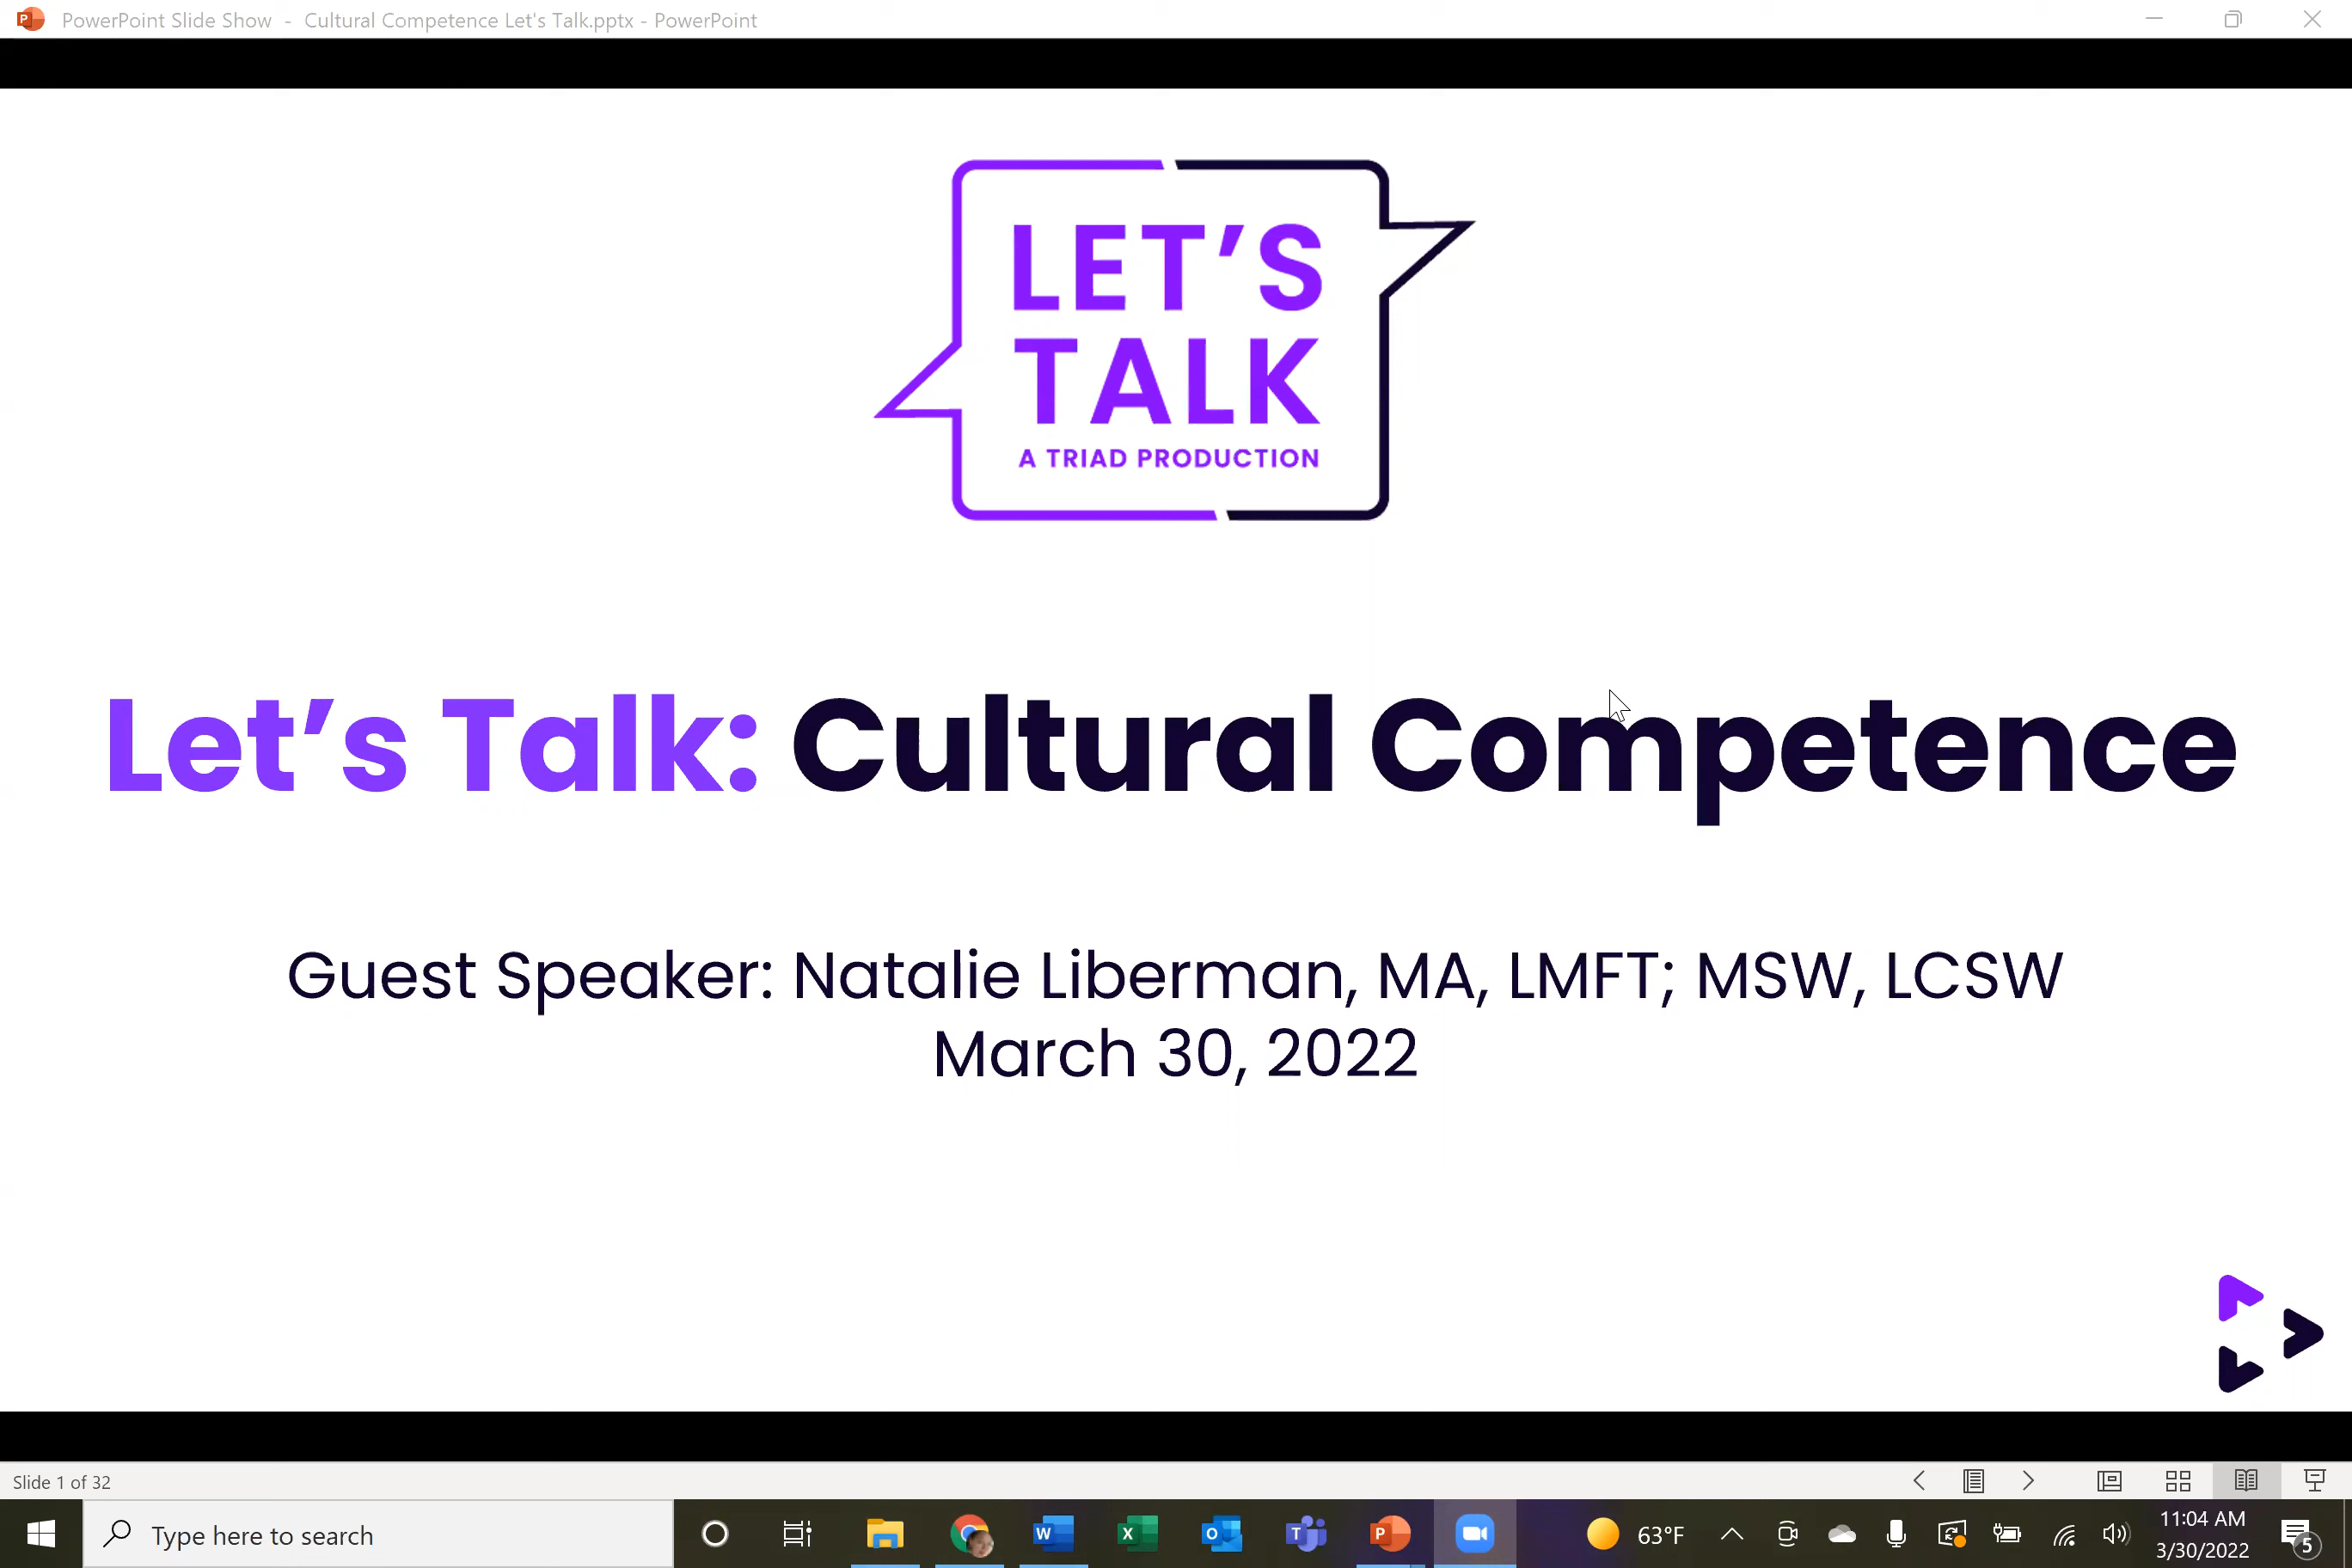 PowerPoint Slide Show - Cultural Competence Let's Talk.pptx - PowerPoint
LET'S
TALK
A TRIAD PRODUCTION
Let's Talk: Cultural Competence
Guest Speaker: Natalie Liberman, MA, LMFT; MSW, LCSW
March 30, 2022
Slide 1 of 32
Type here to search
63°F
11:04 AM
3/30/2022
5